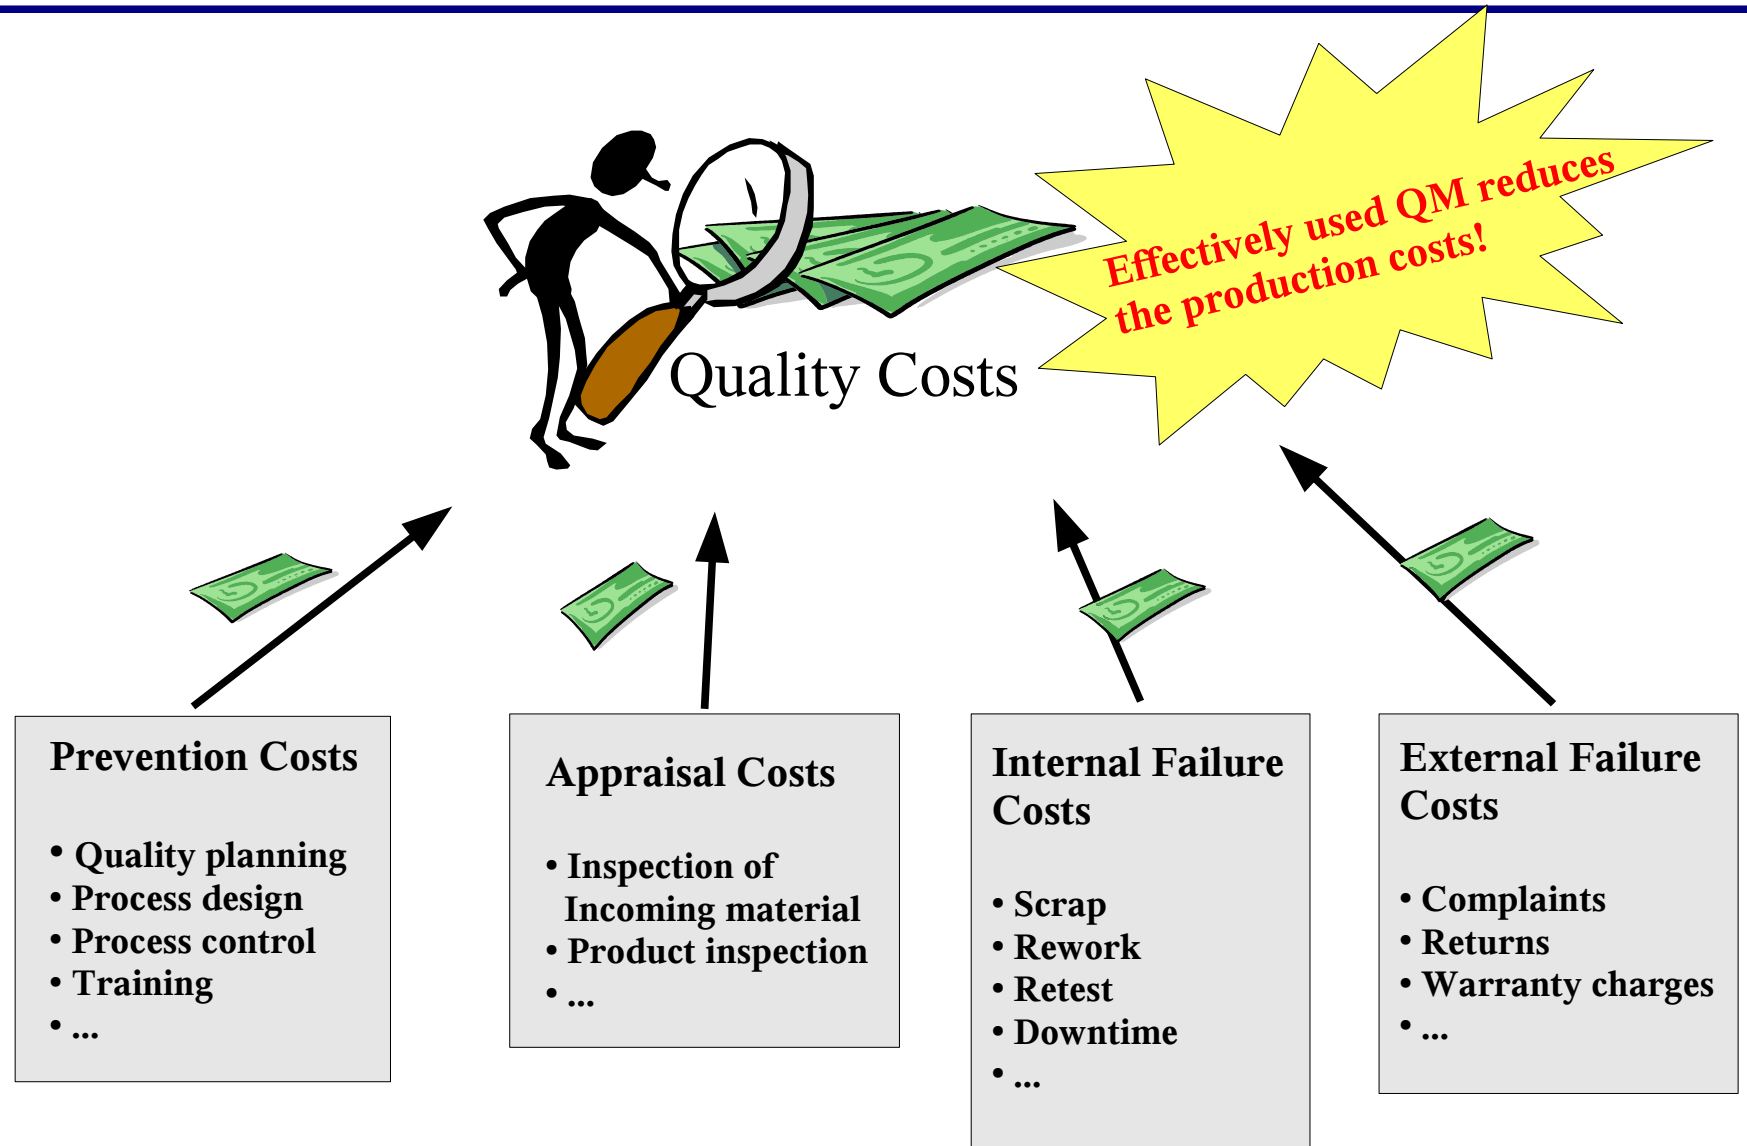 Effectively used QM reduces
the production costs!
Quality Costs
Prevention Costs
• Quality planning
• Process design
• Process control
• Training
• ...
Appraisal Costs
• Inspection of
Incoming material
• Product inspection
• ...
Internal Failure
Costs
• Scrap
• Rework
• Retest
• Downtime
• ...
External Failure
Costs
• Complaints
• Returns
• Warranty charges
• ...